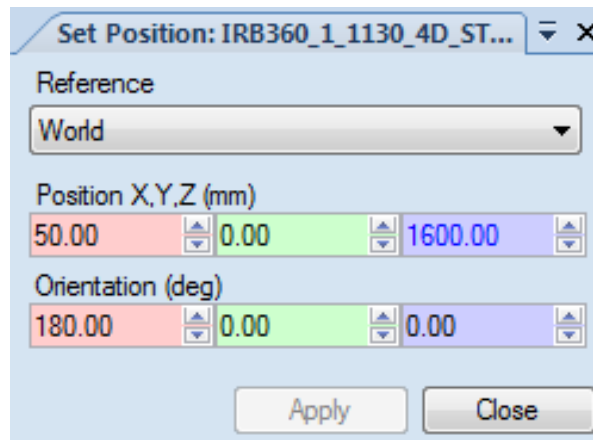 Set Position: IRB360_1_1130_4D_ST...
Reference
World
Position X,Y,Z (mm)
50.00 0.00 1600.00
Orientation (deg)
180.00 0.00 0.00
Apply Close